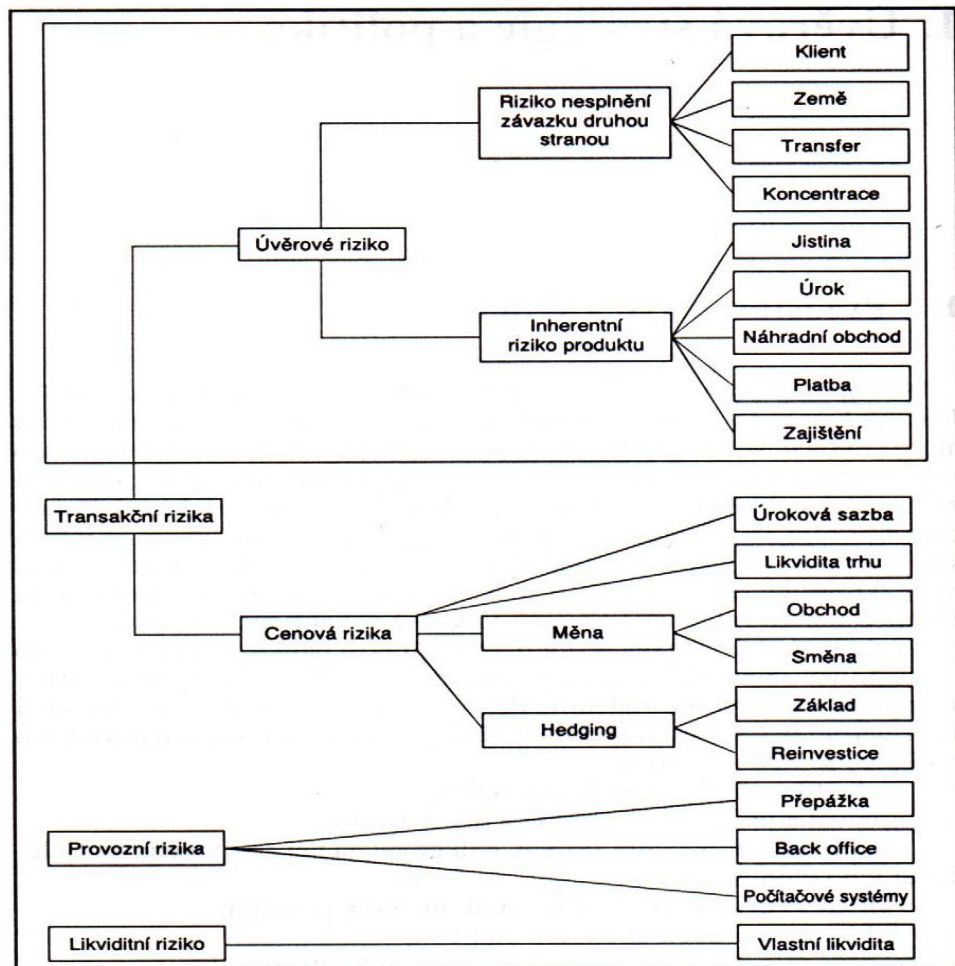 Klient
Riziko nesplnění
závazku druhou
stranou
Země
Transfer
Koncentrace
Úvěrové riziko
Jistina
Úrok
Inherentní
riziko produktu
Náhradní obchod
Platba
Zajištění
Transakční rizika
Úroková sazba
Likvidita trhu
Cenová rizika
Měna
Obchod
Směna
Hedging
Základ
Reinvestice
Přepážka
Provozní rizika
Back office
Počítačové systémy
Likviditní riziko
Vlastní likvidita